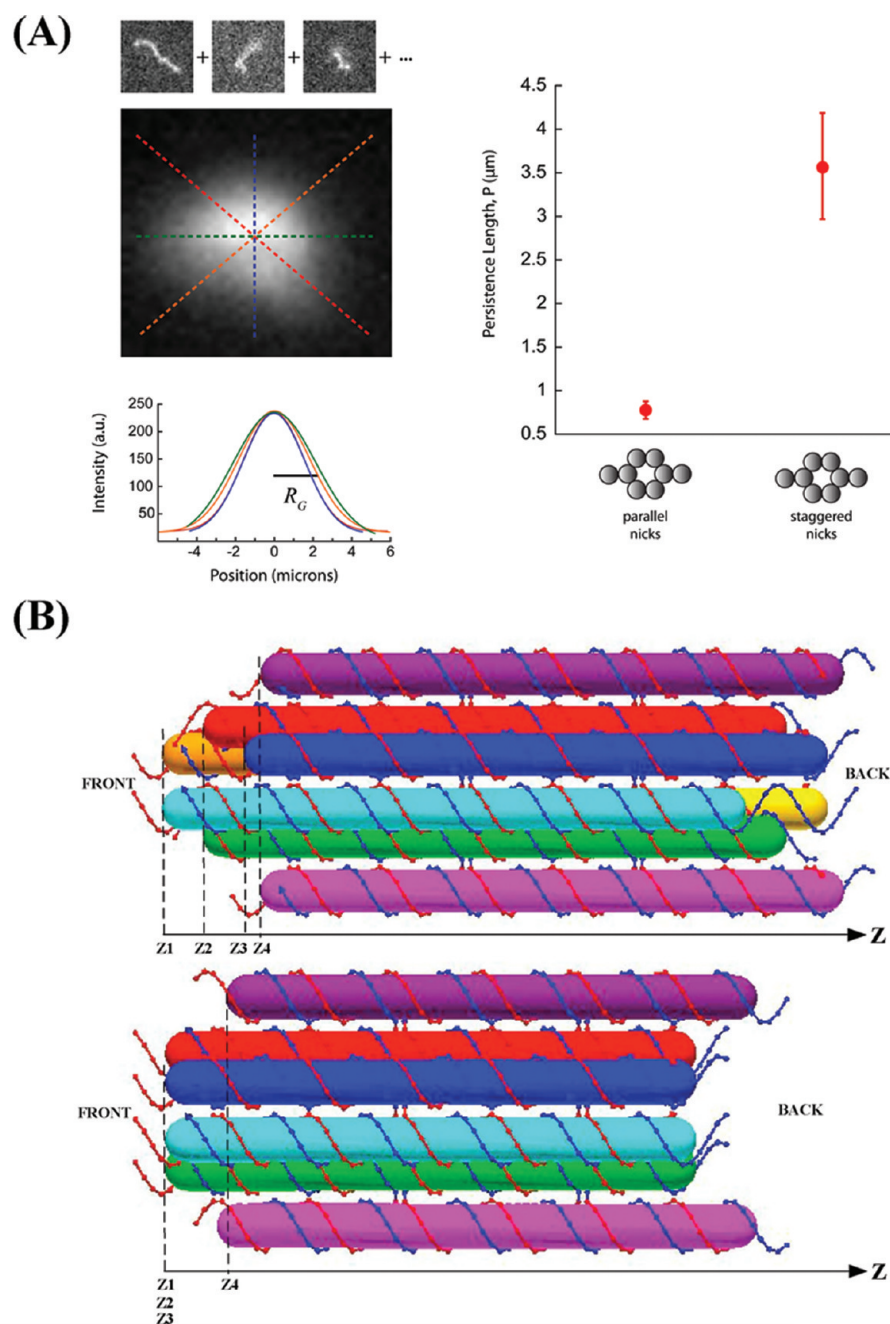 (A)
+ + + ...
250
200
150
100
50
Intensity (a.u.)
R_G
-4 -2 0 2 4 6
Position (microns)
4.5
4
3.5
3
2.5
2
1.5
1
0.5
Persistence Length, P (μm)
parallel
nicks
staggered
nicks
(B)
FRONT
BACK
Z1 Z2 Z3 Z4
Z
FRONT
BACK
Z1 Z4
Z2
Z3
Z